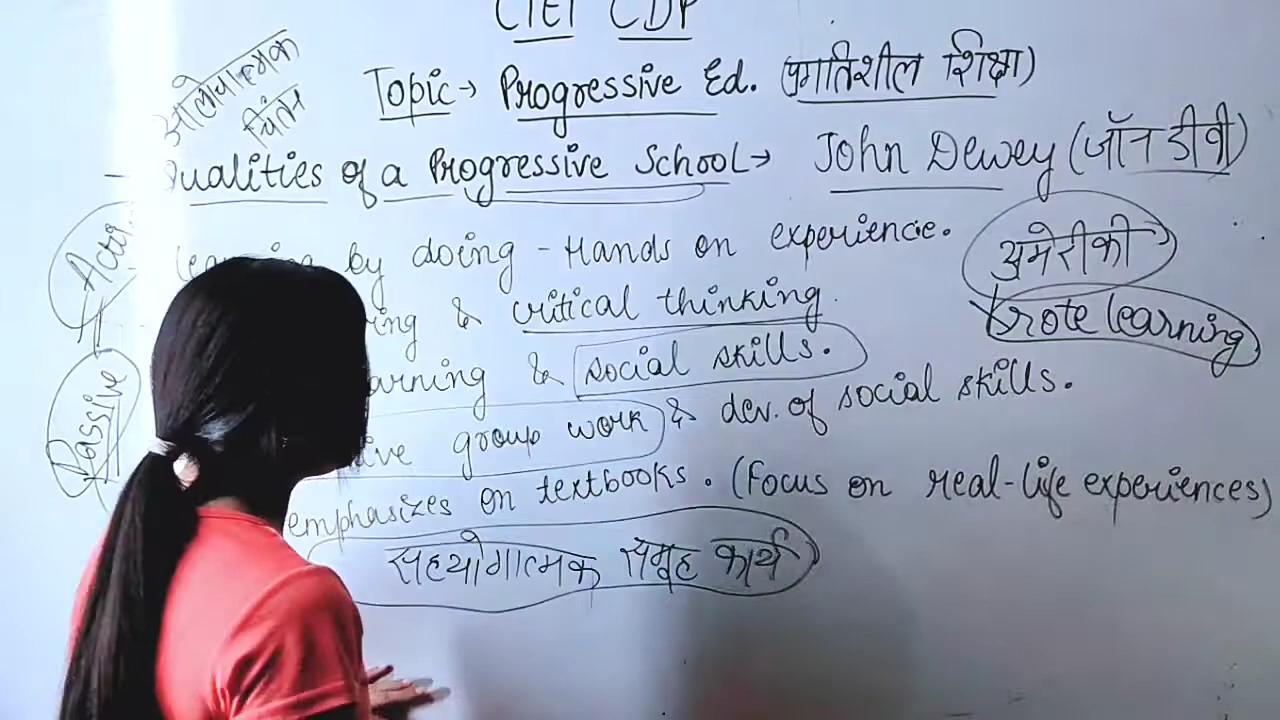 CTET CDP
आलोचात्मक
चिंतन
Topic→ Progressive Ed. (प्रगतिशील शिक्षा)
Qualities of a Progressive School→ John Dewey (जॉन डीवी)
by doing - Hands on experience.
अमेरीकी
& critical thinking.
rote learning
& social skills.
Passive
group work & dev. of social skills.
emphasizes on textbooks. (Focus on real-life experiences)
सहयोगात्मक समूह कार्य